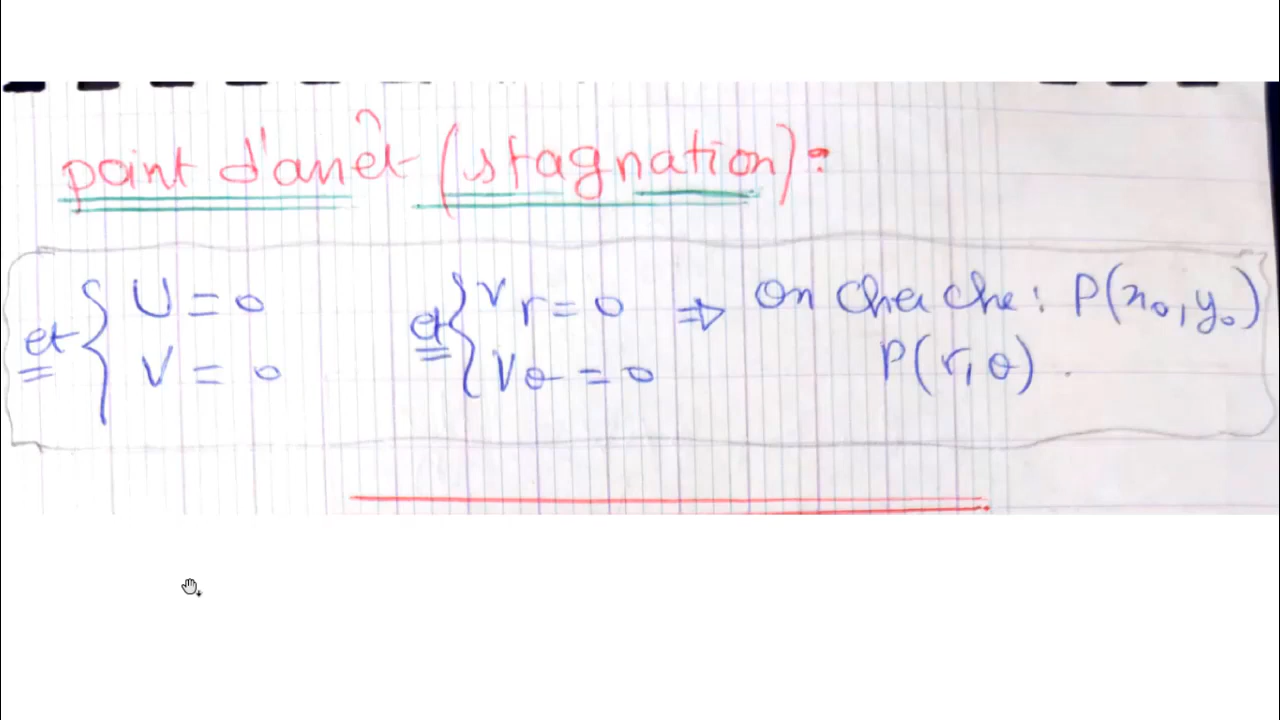 point d'arrêt (stagnation) :
et { U = 0 et { Vr = 0 ⇒ On cherche : P(x₀, y₀)
V = 0 Vθ = 0 P(r, θ) .